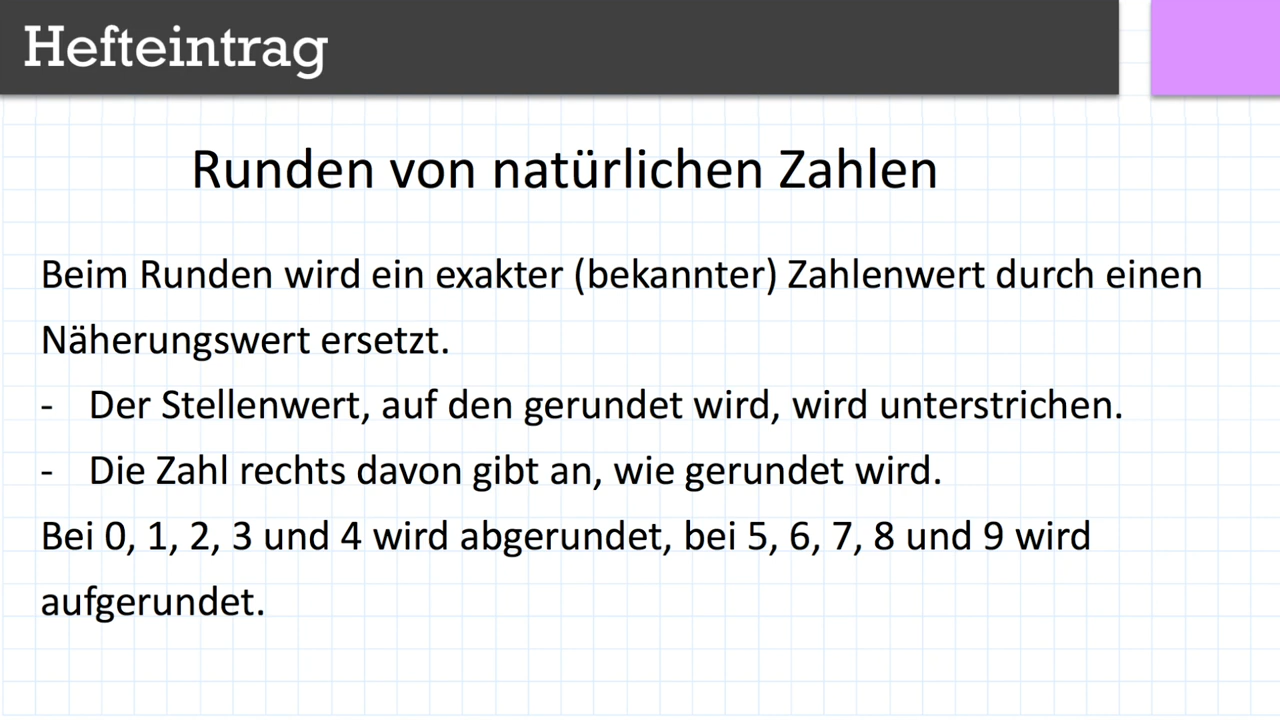 Hefteintrag
Runden von natürlichen Zahlen
Beim Runden wird ein exakter (bekannter) Zahlenwert durch einen
Näherungswert ersetzt.
- Der Stellenwert, auf den gerundet wird, wird unterstrichen.
- Die Zahl rechts davon gibt an, wie gerundet wird.
Bei 0, 1, 2, 3 und 4 wird abgerundet, bei 5, 6, 7, 8 und 9 wird
aufgerundet.